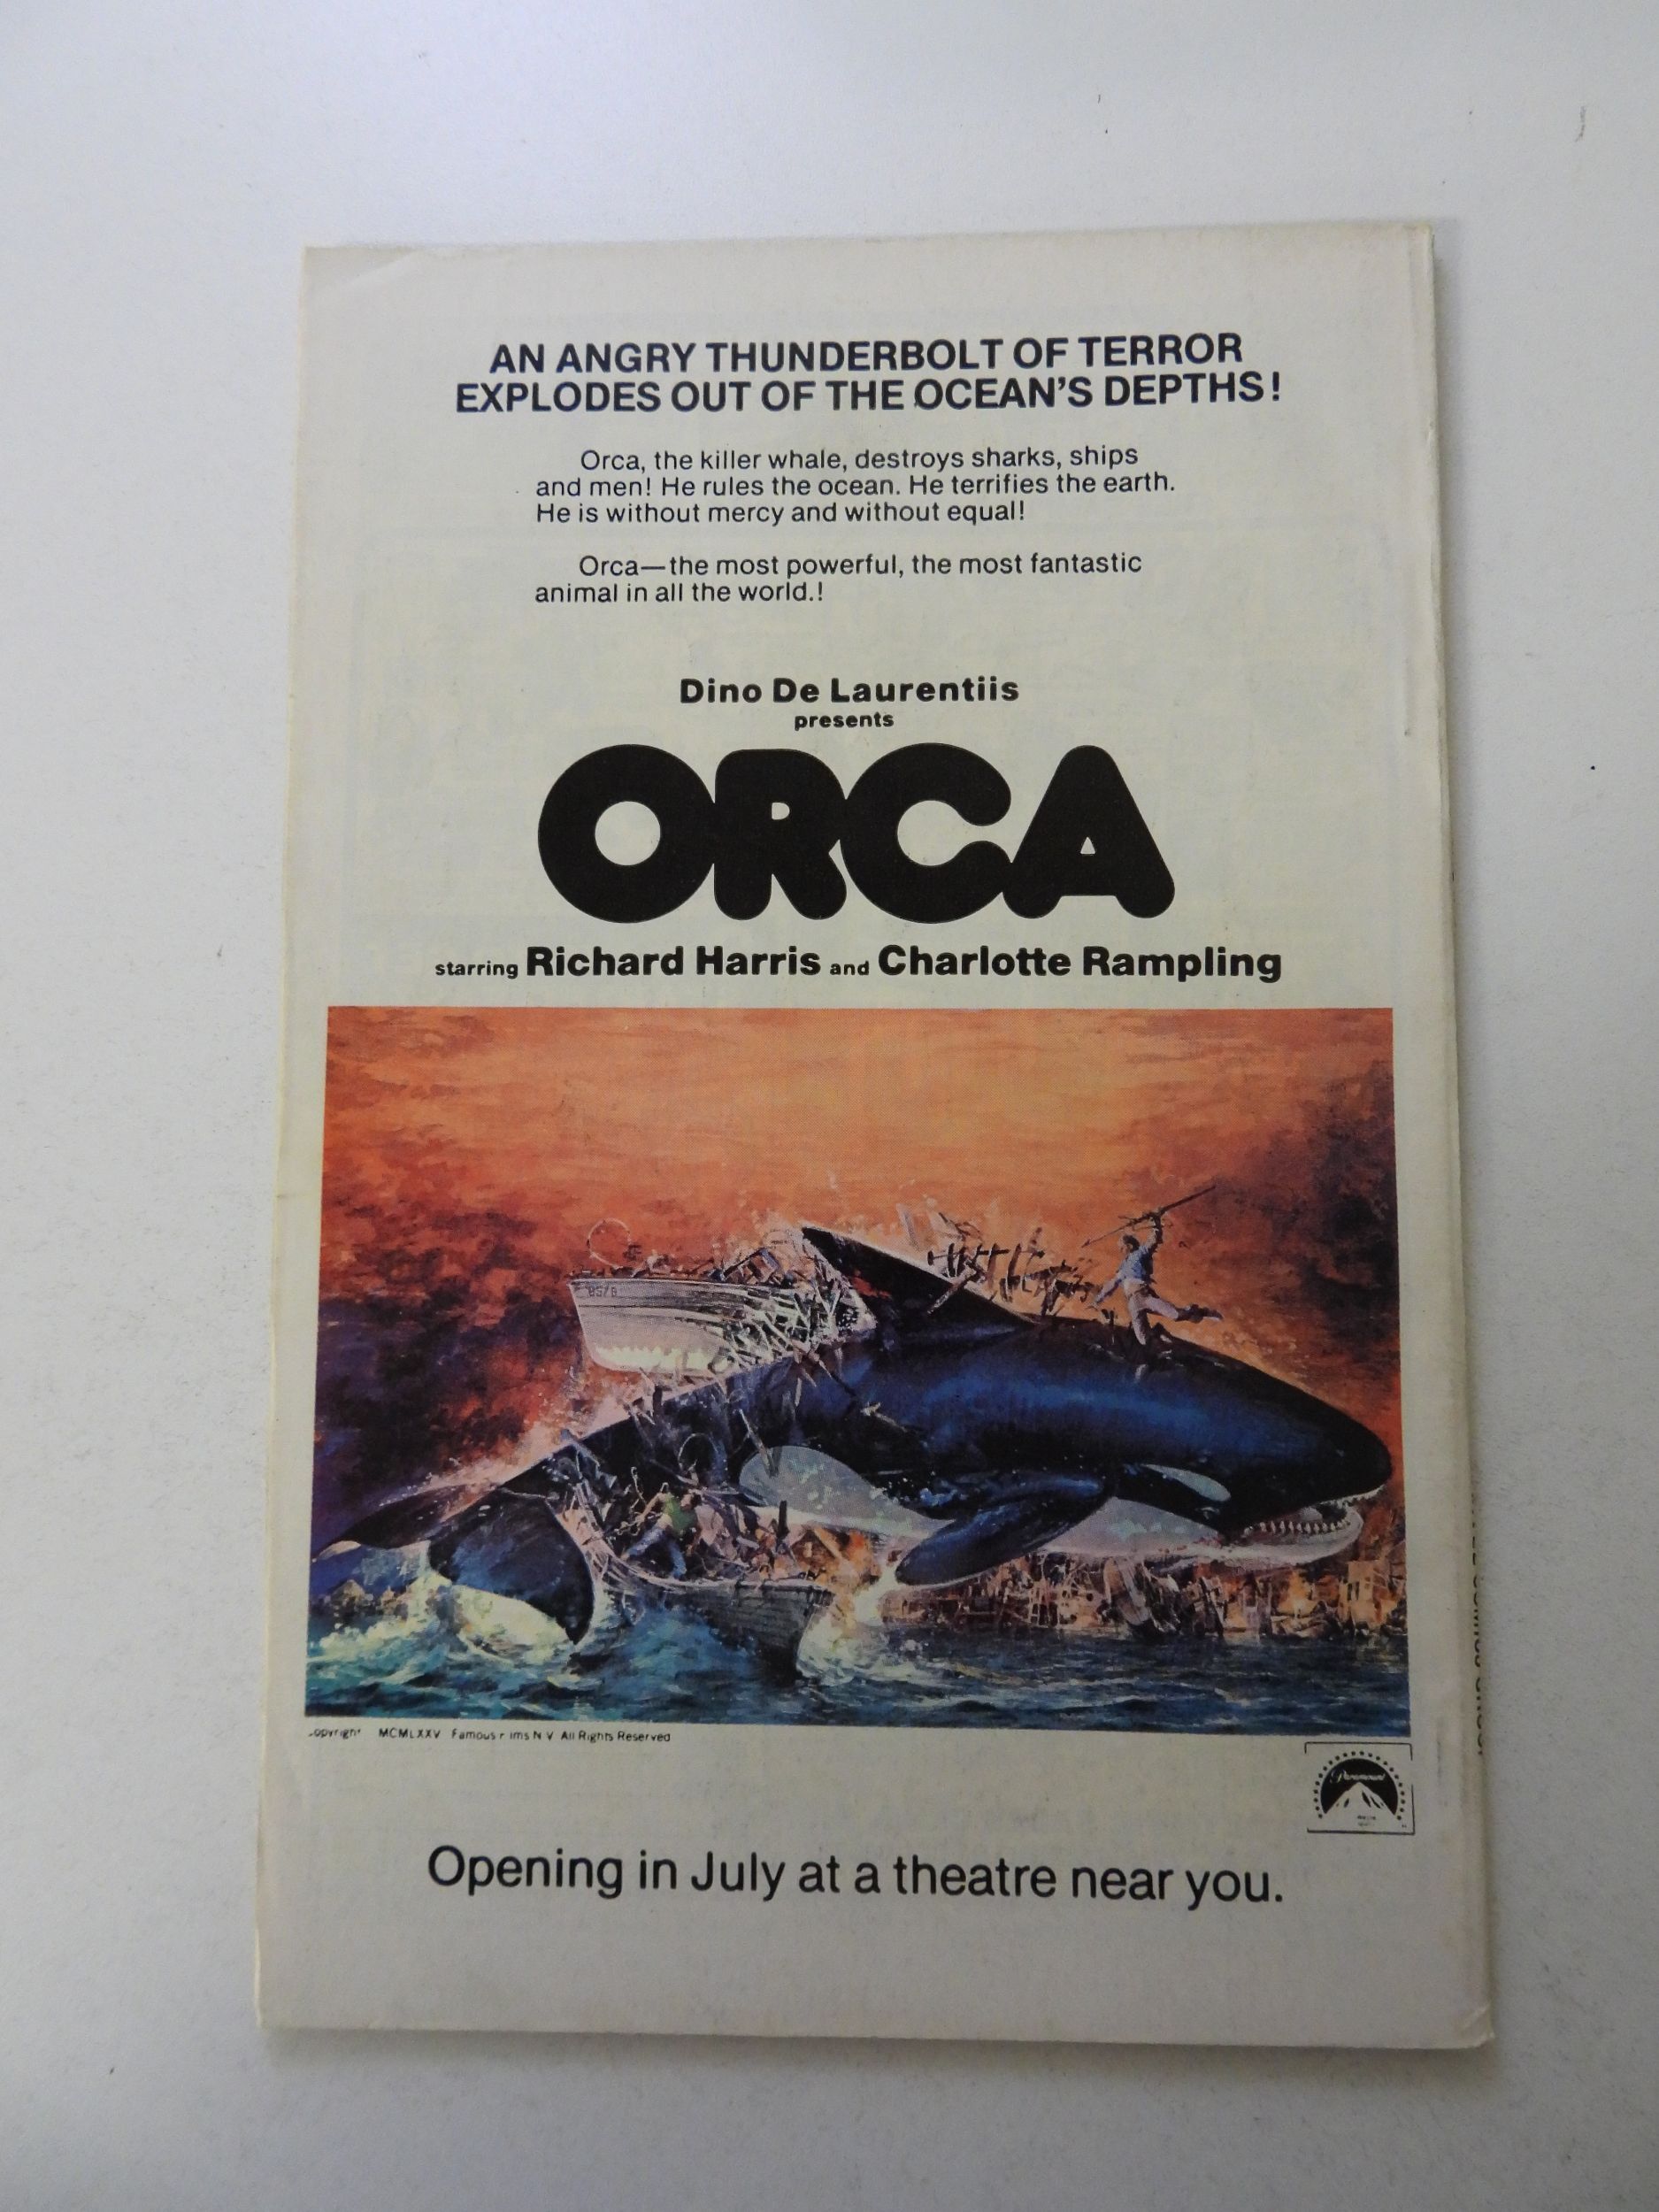 AN ANGRY THUNDERBOLT OF TERROR
EXPLODES OUT OF THE OCEAN'S DEPTHS!
Orca, the killer whale, destroys sharks, ships
and men! He rules the ocean. He terrifies the earth.
He is without mercy and without equal!
Orca—the most powerful, the most fantastic
animal in all the world.!
Dino De Laurentiis
presents
ORCA
starring Richard Harris and Charlotte Rampling
MCMLXXV Famous N V All Rights Reserved
Paramount
Opening in July at a theatre near you.